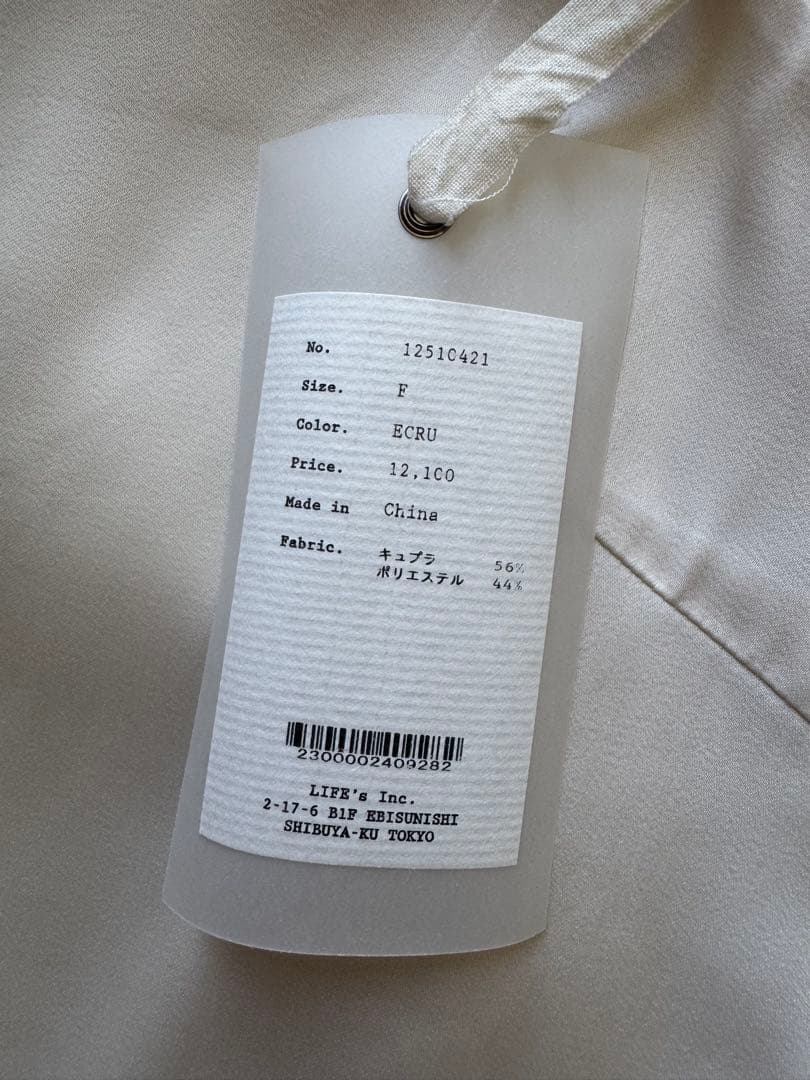 No. 12510421
Size. F
Color. ECRU
Price. 12,100
Made in China
Fabric. キュプラ 56%
ポリエステル 44%
2300002409282
LIFE's Inc.
2-17-6 B1F EBISUNISHI
SHIBUYA-KU TOKYO